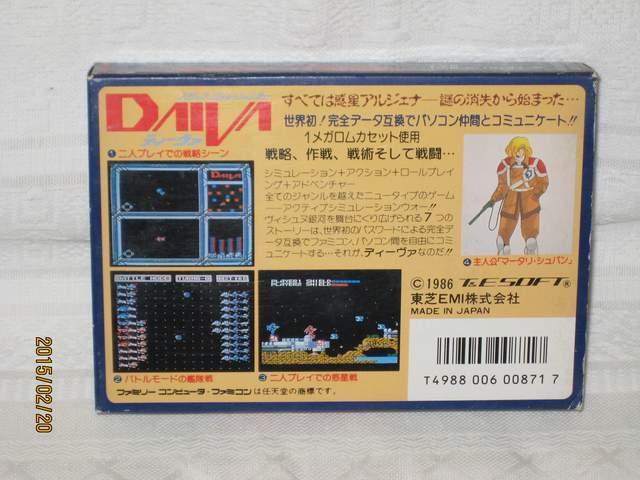 DAIVA
ディーヴァ
すべては惑星アルジェナー謎の消失から始まった…
世界初!完全データ互換でパソコン仲間とコミュニケート!!
1メガロムカセット使用
戦略、作戦、戦術そして戦闘…
シミュレーション+アクション+ロールプレイ
ング+アドベンチャー
全てのジャンルを越えたニュータイプのゲーム
―アクティブシミュレーションウォー!!
ヴィシュヌ銀河を舞台にくり広げられる7つの
ストーリーは、世界初のパスワードによる完全デ
ータ互換でファミコン、パソコン間を自由にコミュ
ニケートする…それが、ディーヴァなのだ!!
①二人プレイでの戦略シーン
DAIVA
BATTLE MODE
②バトルモードの艦隊戦
③二人プレイでの惑星戦
④主人公「マータリ・シュバン」
©1986 T&E SOFT®
東芝EMI株式会社
MADE IN JAPAN
T4988 006 00871 7
ファミリーコンピュータ・ファミコンは任天堂の商標です。
2015/02/20